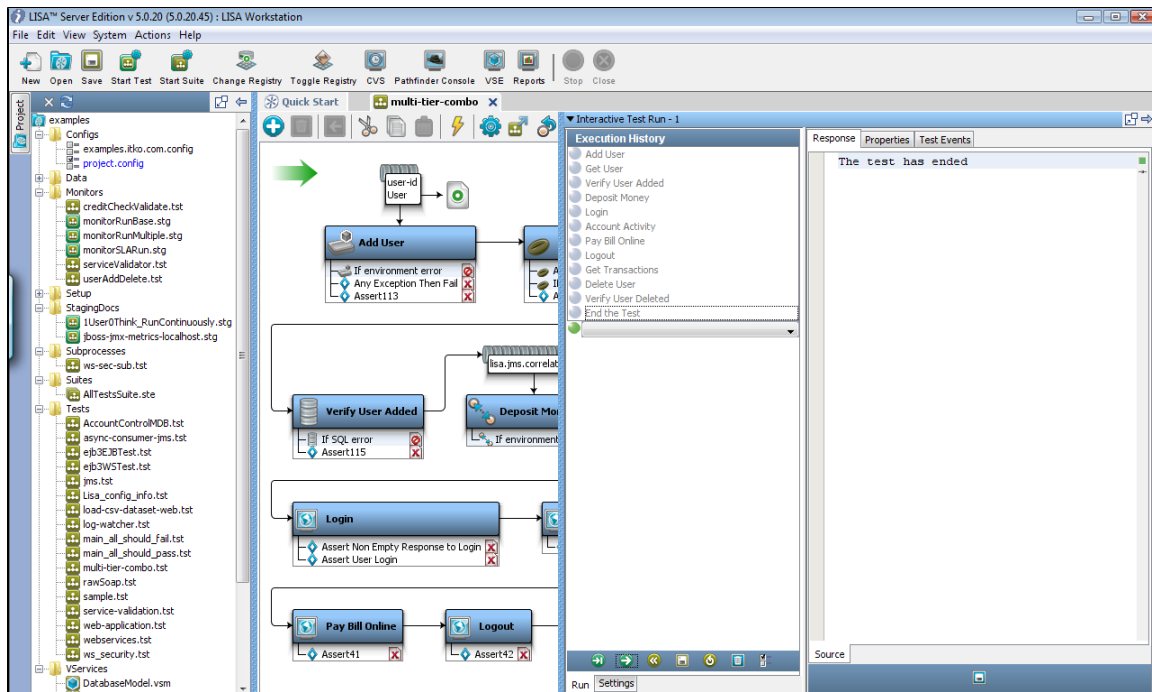 LISA™ Server Edition v 5.0.20 (5.0.20.45) : LISA Workstation
File Edit View System Actions Help
New Open Save Start Test Start Suite Change Registry Toggle Registry CVS Pathfinder Console VSE Reports Stop Close
Project
examples
Configs
examples.itko.com.config
project.config
Data
Monitors
creditCheckValidate.tst
monitorRunBase.stg
monitorRunMultiple.stg
monitorSLARun.stg
serviceValidator.tst
userAddDelete.tst
Setup
StagingDocs
1User0Think_RunContinuously.stg
jboss-jmx-metrics-localhost.stg
Subprocesses
ws-sec-sub.tst
Suites
AllTestsSuite.ste
Tests
AccountControlMDB.tst
async-consumer-jms.tst
ejb3EJBTest.tst
ejb3WSTest.tst
jms.tst
Lisa_config_info.tst
load-csv-dataset-web.tst
log-watcher.tst
main_all_should_fail.tst
main_all_should_pass.tst
multi-tier-combo.tst
rawSoap.tst
sample.tst
service-validation.tst
web-application.tst
webservices.tst
ws_security.tst
VServices
DatabaseModel.vsm
Quick Start multi-tier-combo
user-id
User
Add User
If environment error
Any Exception Then Fail
Assert113
A
If
A
lisa.jms.correlat
Verify User Added
If SQL error
Assert115
Deposit Mo
If environment
Login
Assert Non Empty Response to Login
Assert User Login
Pay Bill Online
Assert41
Logout
Assert42
Interactive Test Run - 1
Execution History
Add User
Get User
Verify User Added
Deposit Money
Login
Account Activity
Pay Bill Online
Logout
Get Transactions
Delete User
Verify User Deleted
End the Test
Run Settings
Response Properties Test Events
The test has ended
Source